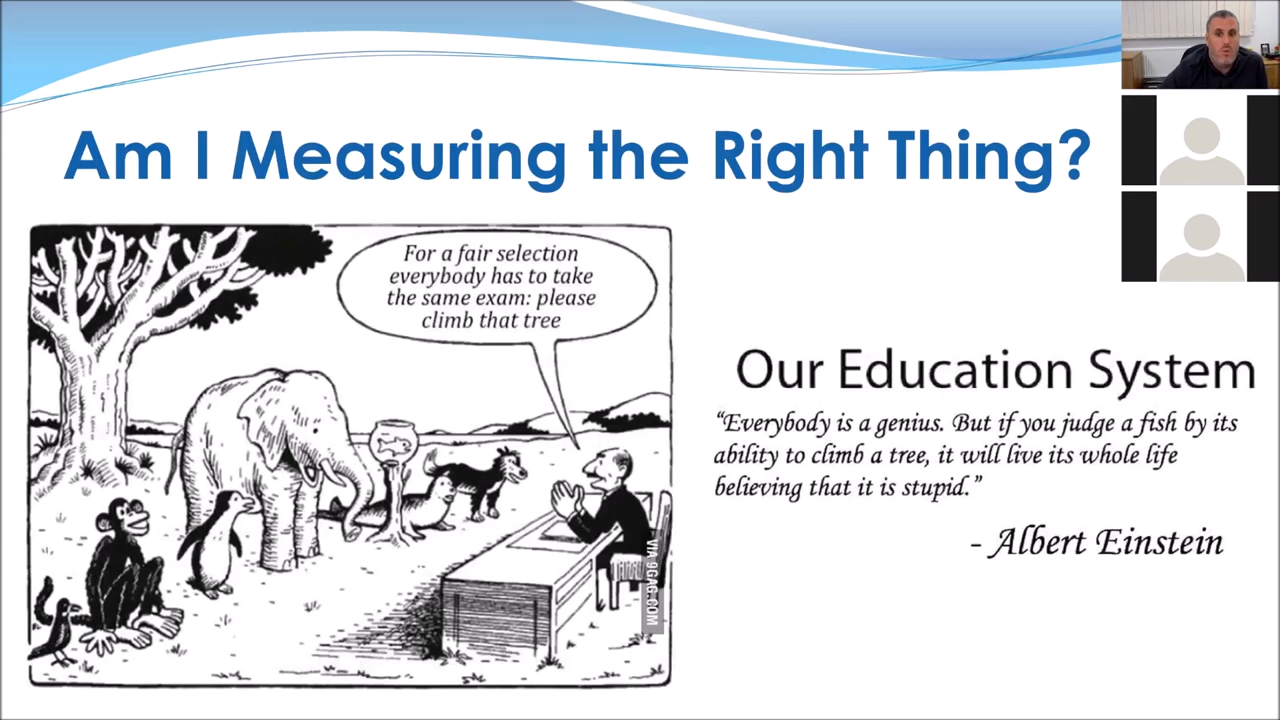 Am I Measuring the Right Thing?
For a fair selection
everybody has to take
the same exam: please
climb that tree
VIA 9GAG.COM
Our Education System
“Everybody is a genius. But if you judge a fish by its
ability to climb a tree, it will live its whole life
believing that it is stupid.”
- Albert Einstein